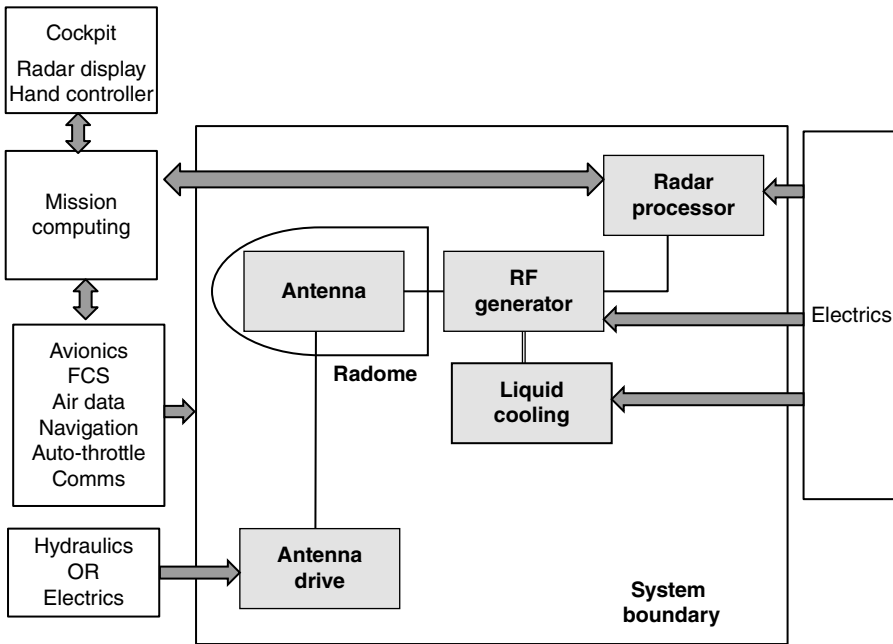 Cockpit
Radar display
Hand controller
Mission
computing
Avionics
FCS
Air data
Navigation
Auto-throttle
Comms
Hydraulics
OR
Electrics
Radar
processor
Antenna
RF
generator
Radome
Liquid
cooling
Antenna
drive
System
boundary
Electrics